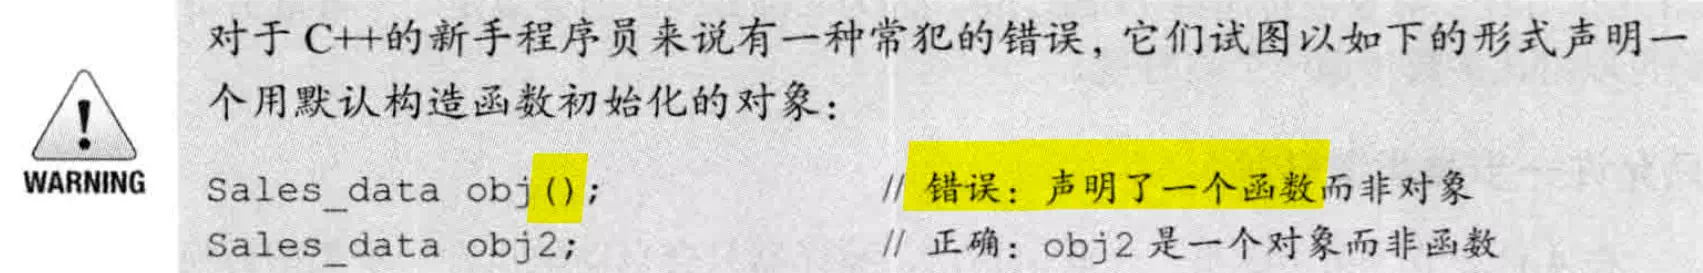 对于C++的新手程序员来说有一种常犯的错误，它们试图以如下的形式声明一
个用默认构造函数初始化的对象：
WARNING
Sales_data obj(); // 错误：声明了一个函数而非对象
Sales_data obj2; // 正确：obj2是一个对象而非函数